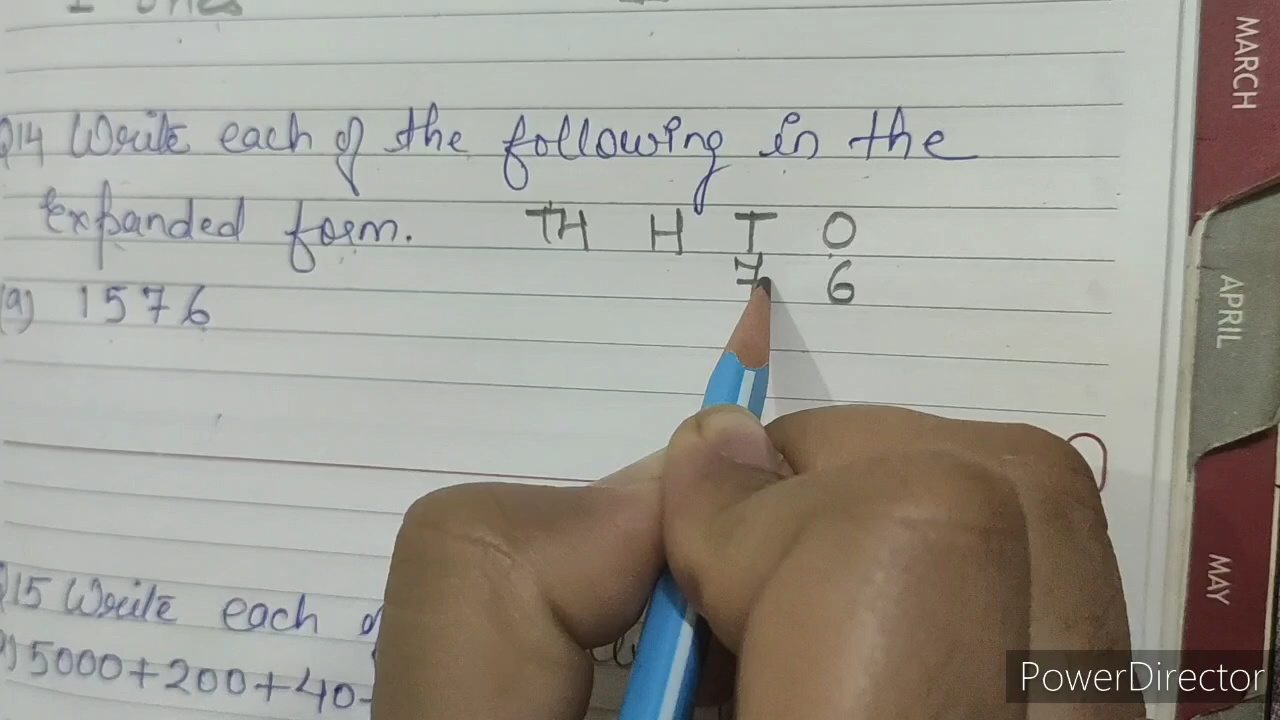 Q14 Write each of the following in the
expanded form. TH H T O
7 6
(a) 1576
Q15 Write each
5000+200+40
MARCH
APRIL
MAY
PowerDirector